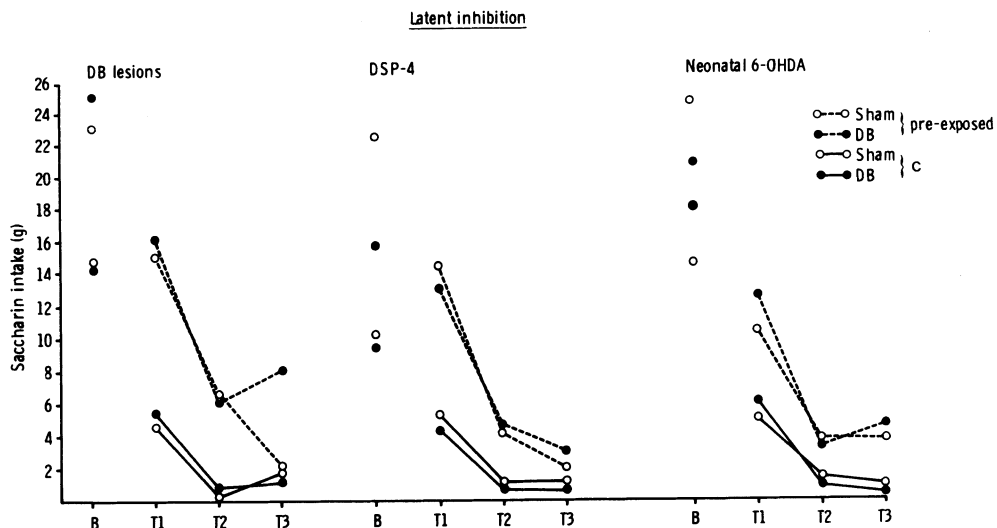 Latent inhibition
DB lesions
DSP-4
Neonatal 6-OHDA
Sham
DB
pre-exposed
Sham
DB
C
Saccharin intake (g)
26
24
22
20
18
16
14
12
10
8
6
4
2
B T1 T2 T3 B T1 T2 T3 B T1 T2 T3